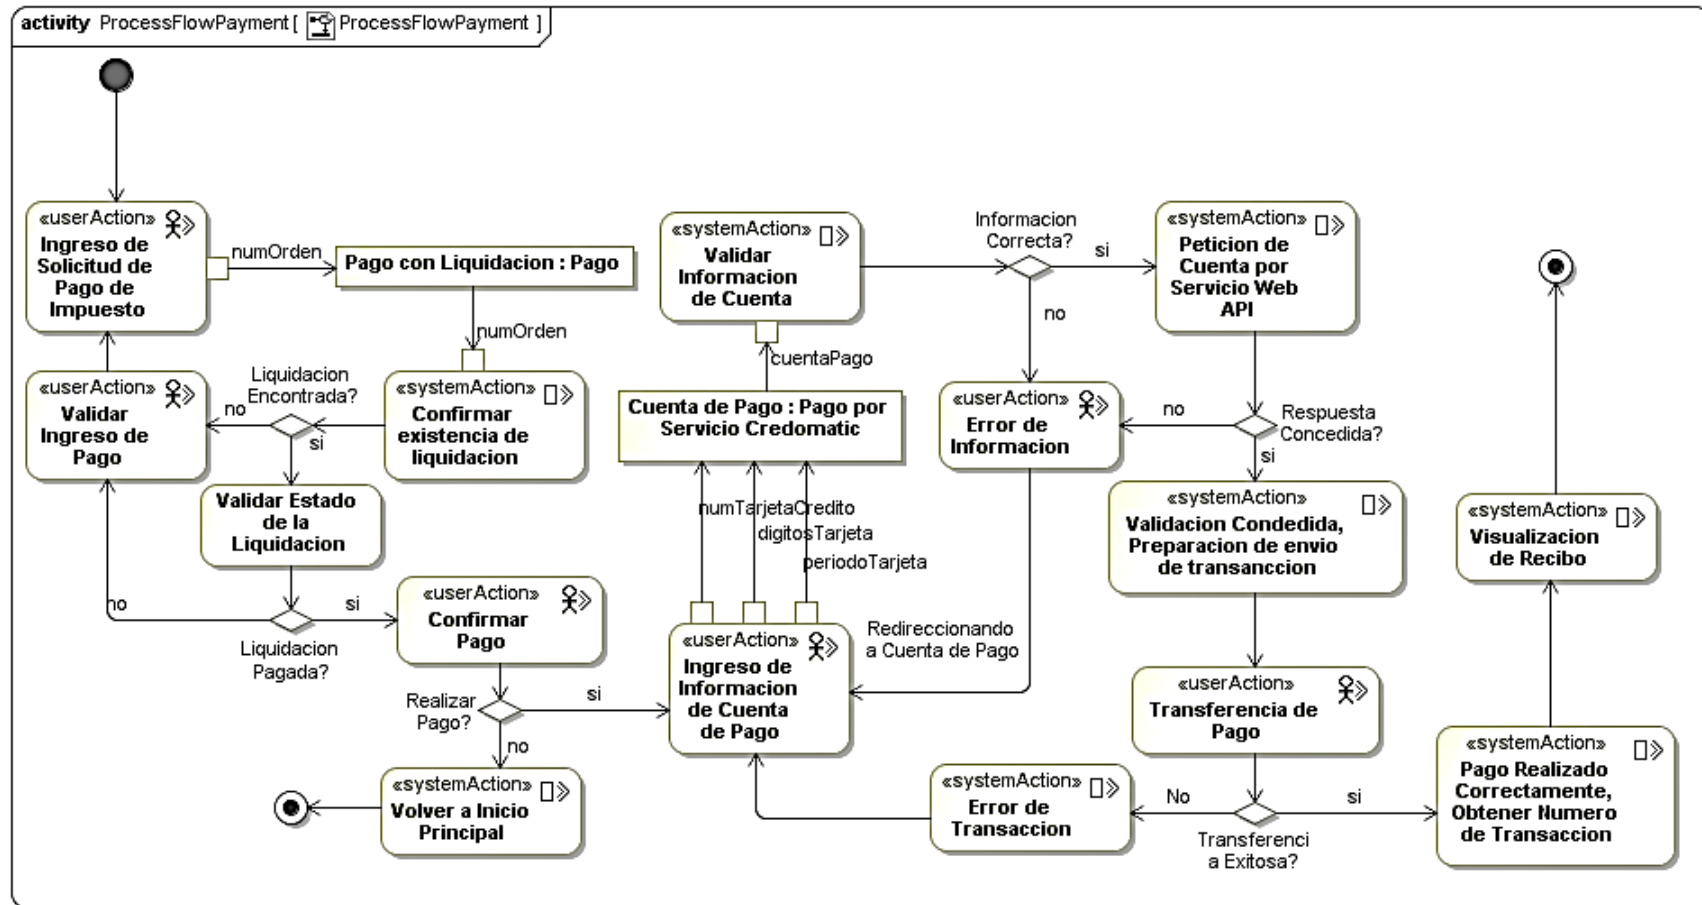 activity ProcessFlowPayment [ ProcessFlowPayment ]
«userAction»
Ingreso de
Solicitud de
Pago de
Impuesto
numOrden
Pago con Liquidacion : Pago
numOrden
«systemAction»
Confirmar
existencia de
liquidacion
Liquidacion
Encontrada?
no
si
«userAction»
Validar
Ingreso de
Pago
Validar Estado
de la
Liquidacion
no
si
Liquidacion
Pagada?
«userAction»
Confirmar
Pago
Realizar
Pago?
si
no
«systemAction»
Volver a Inicio
Principal
«systemAction»
Validar
Informacion
de Cuenta
cuentaPago
Cuenta de Pago : Pago por
Servicio Credomatic
numTarjetaCredito
digitosTarjeta
periodoTarjeta
«userAction»
Ingreso de
Informacion
de Cuenta
de Pago
Informacion
Correcta?
si
no
«systemAction»
Peticion de
Cuenta por
Servicio Web
API
«userAction»
Error de
Informacion
no
Respuesta
Concedida?
si
Redireccionando
a Cuenta de Pago
«systemAction»
Validacion Condedida,
Preparacion de envio
de transanccion
«userAction»
Transferencia de
Pago
«systemAction»
Error de
Transaccion
No
si
Transferenci
a Exitosa?
«systemAction»
Pago Realizado
Correctamente,
Obtener Numero
de Transaccion
«systemAction»
Visualizacion
de Recibo